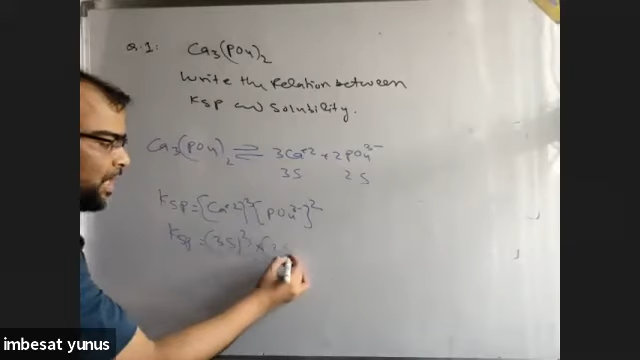 Q.1: Ca3(PO4)2
Write the Relation between
Ksp and Solubility.
Ca3(PO4)2 ⇌ 3Ca+2 + 2PO4 3-
3S 2S
Ksp = [Ca+2]3 [PO4 3-]2
Ksp = (3S)3 × (2S
imbesat yunus